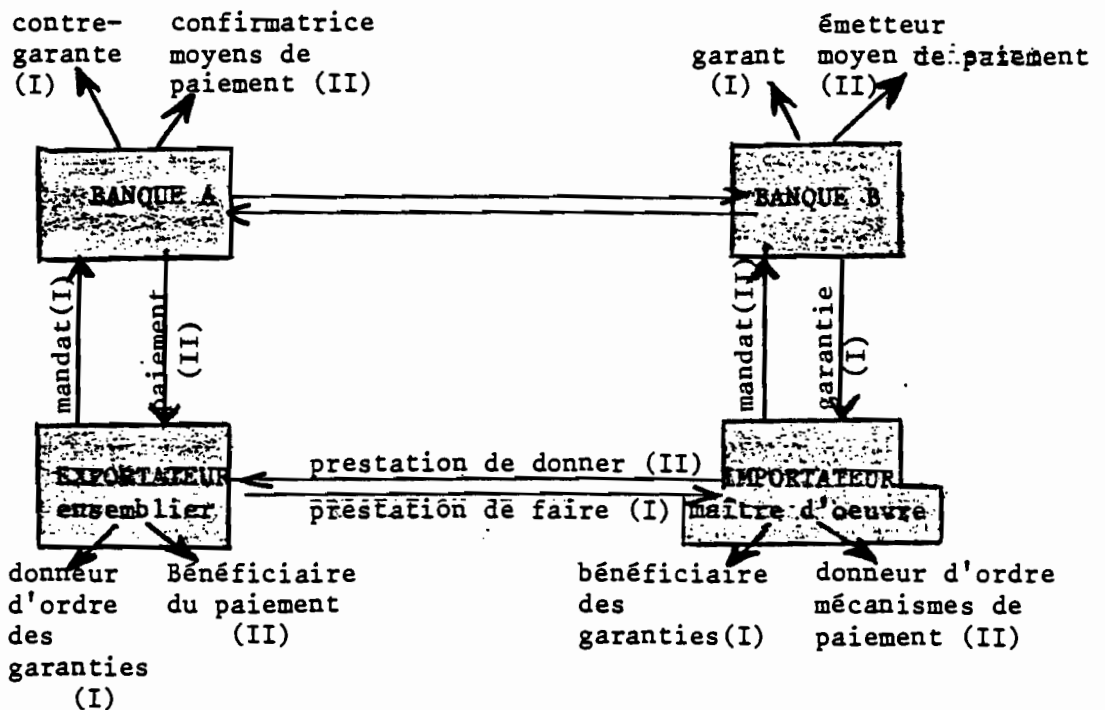 contre-
garante
(I)
confirmatrice
moyens de
paiement (II)
garant
(I)
émetteur
moyen de paiement
(II)
BANQUE A
BANQUE B
mandat(I)
paiement
(II)
mandat(II)
garantie
(I)
EXPORTATEUR
ensemblier
prestation de donner (II)
prestation de faire (I)
IMPORTATEUR
maître d'oeuvre
donneur
d'ordre
des
garanties
(I)
Bénéficiaire
du paiement
(II)
bénéficiaire
des
garanties(I)
donneur d'ordre
mécanismes de
paiement (II)